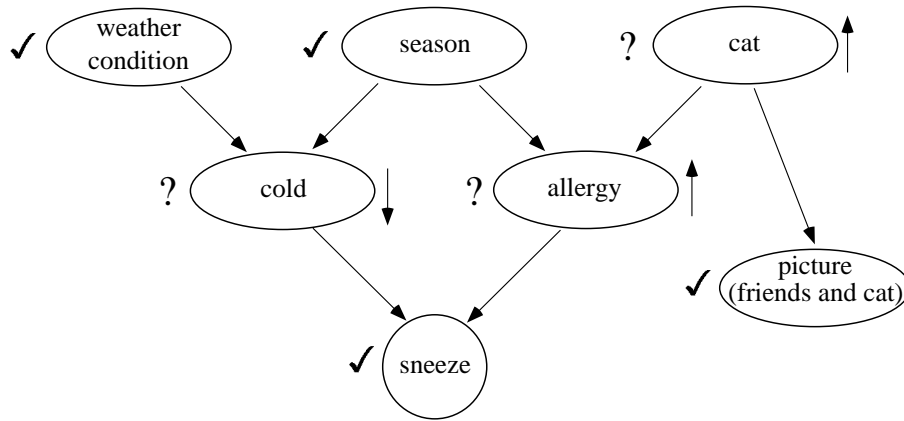 weather
condition
season
?
cat
?
cold
?
allergy
picture
(friends and cat)
sneeze